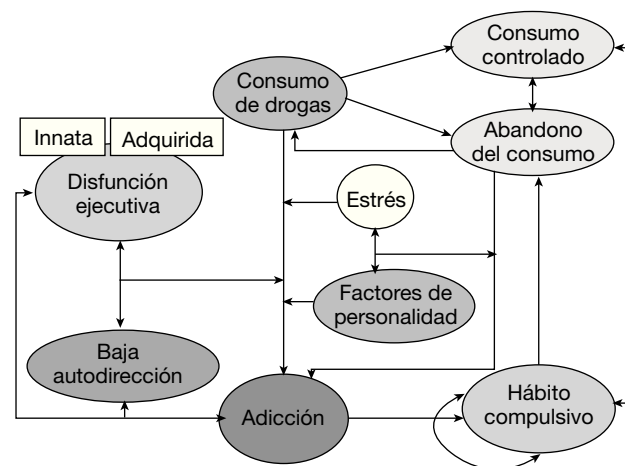 Consumo
controlado
Consumo
de drogas
Abandono
del consumo
Innata
Adquirida
Disfunción
ejecutiva
Estrés
Factores de
personalidad
Baja
autodirección
Adicción
Hábito
compulsivo